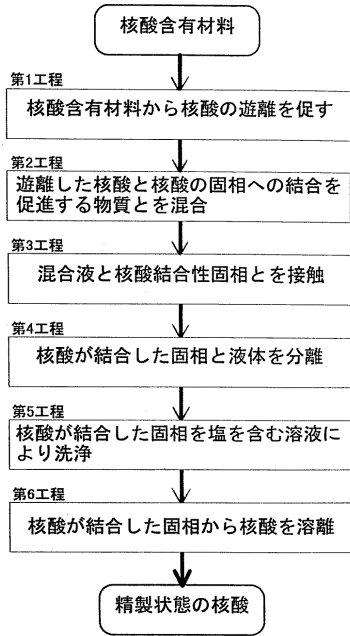 核酸含有材料
第1工程
核酸含有材料から核酸の遊離を促す
第2工程
遊離した核酸と核酸の固相への結合を
促進する物質とを混合
第3工程
混合液と核酸結合性固相とを接触
第4工程
核酸が結合した固相と液体を分離
第5工程
核酸が結合した固相を塩を含む溶液に
より洗浄
第6工程
核酸が結合した固相から核酸を溶離
精製状態の核酸